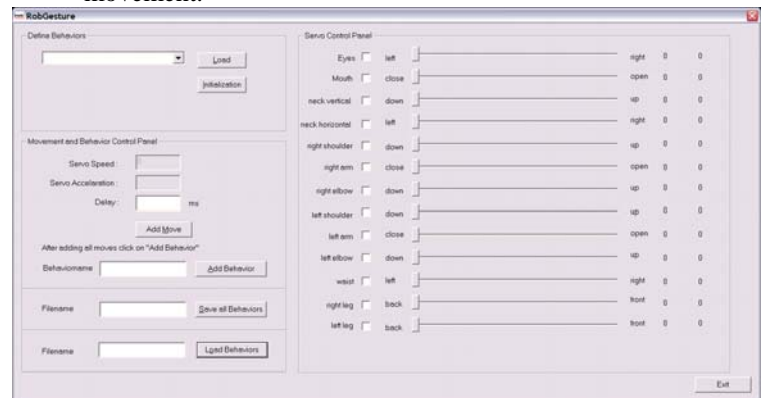 movement.
RobGesture
Define Behaviors
Load
Initialization
Movement and Behavior Control Panel
Servo Speed :
Servo Acceleration :
Delay : ms
Add Move
After adding all moves click on "Add Behavior"
Behaviorname Add Behavior
Filename Save all Behaviors
Filename Load Behaviors
Servo Control Panel
Eyes left right 0 0
Mouth close open 0 0
neck vertical down up 0 0
neck horizontal left right 0 0
right shoulder down up 0 0
right arm close open 0 0
right elbow down up 0 0
left shoulder down up 0 0
left arm close open 0 0
left elbow down up 0 0
waist left right 0 0
right leg back front 0 0
left leg back front 0 0
Exit